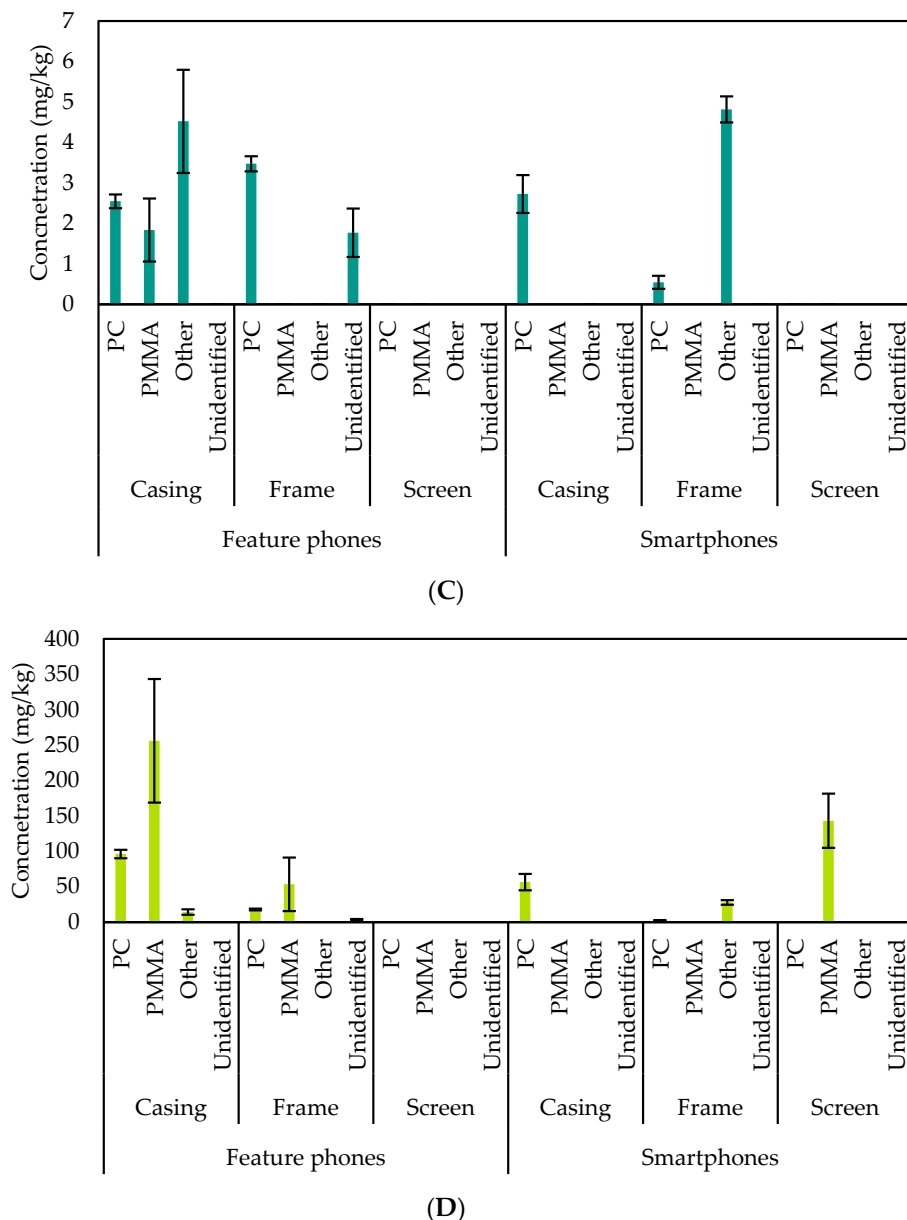 7
6
5
4
3
2
1
0
Concnetration (mg/kg)
PC PMMA Other Unidentified PC PMMA Other Unidentified PC PMMA Other Unidentified PC PMMA Other Unidentified PC PMMA Other Unidentified PC PMMA Other Unidentified
Casing Frame Screen Casing Frame Screen
Feature phones Smartphones
(C)
400
350
300
250
200
150
100
50
0
Concnetration (mg/kg)
PC PMMA Other Unidentified PC PMMA Other Unidentified PC PMMA Other Unidentified PC PMMA Other Unidentified PC PMMA Other Unidentified PC PMMA Other Unidentified
Casing Frame Screen Casing Frame Screen
Feature phones Smartphones
(D)